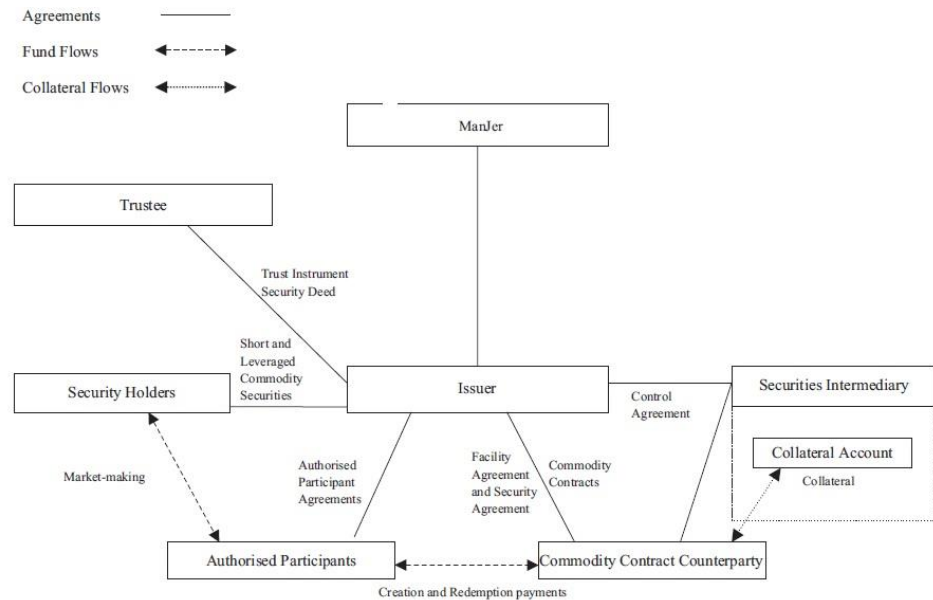 Agreements
Fund Flows
Collateral Flows
ManJer
Trustee
Trust Instrument
Security Deed
Short and
Leveraged
Commodity
Securities
Security Holders
Issuer
Securities Intermediary
Control
Agreement
Collateral Account
Collateral
Market-making
Authorised
Participant
Agreements
Facility
Agreement
and Security
Agreement
Commodity
Contracts
Authorised Participants
Commodity Contract Counterparty
Creation and Redemption payments